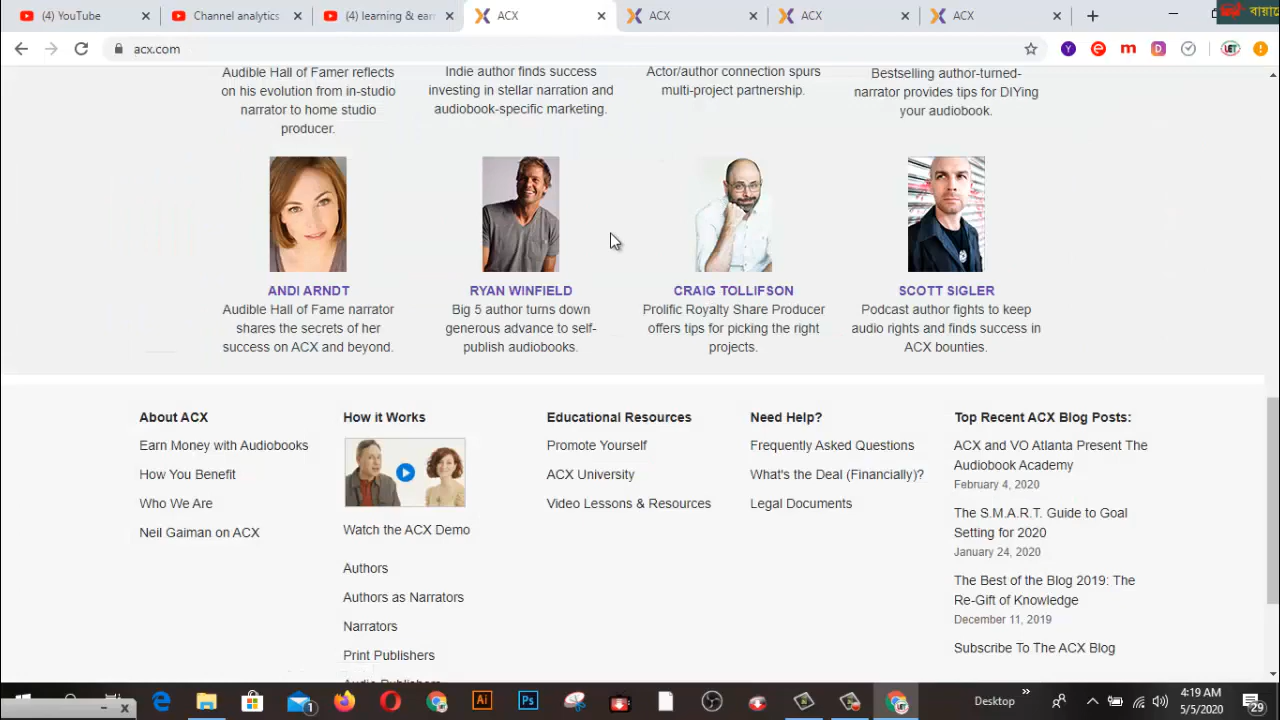 (4) YouTube
Channel analytics
(4) learning & ear
ACX
ACX
ACX
ACX
acx.com
Audible Hall of Famer reflects
on his evolution from in-studio
narrator to home studio
producer.
Indie author finds success
investing in stellar narration and
audiobook-specific marketing.
Actor/author connection spurs
multi-project partnership.
Bestselling author-turned-
narrator provides tips for DIYing
your audiobook.
ANDI ARNDT
Audible Hall of Fame narrator
shares the secrets of her
success on ACX and beyond.
RYAN WINFIELD
Big 5 author turns down
generous advance to self-
publish audiobooks.
CRAIG TOLLIFSON
Prolific Royalty Share Producer
offers tips for picking the right
projects.
SCOTT SIGLER
Podcast author fights to keep
audio rights and finds success in
ACX bounties.
About ACX
Earn Money with Audiobooks
How You Benefit
Who We Are
Neil Gaiman on ACX
How it Works
Watch the ACX Demo
Authors
Authors as Narrators
Narrators
Print Publishers
Audio Publishers
Educational Resources
Promote Yourself
ACX University
Video Lessons & Resources
Need Help?
Frequently Asked Questions
What's the Deal (Financially)?
Legal Documents
Top Recent ACX Blog Posts:
ACX and VO Atlanta Present The
Audiobook Academy
February 4, 2020
The S.M.A.R.T. Guide to Goal
Setting for 2020
January 24, 2020
The Best of the Blog 2019: The
Re-Gift of Knowledge
December 11, 2019
Subscribe To The ACX Blog
Desktop
4:19 AM
5/5/2020
29